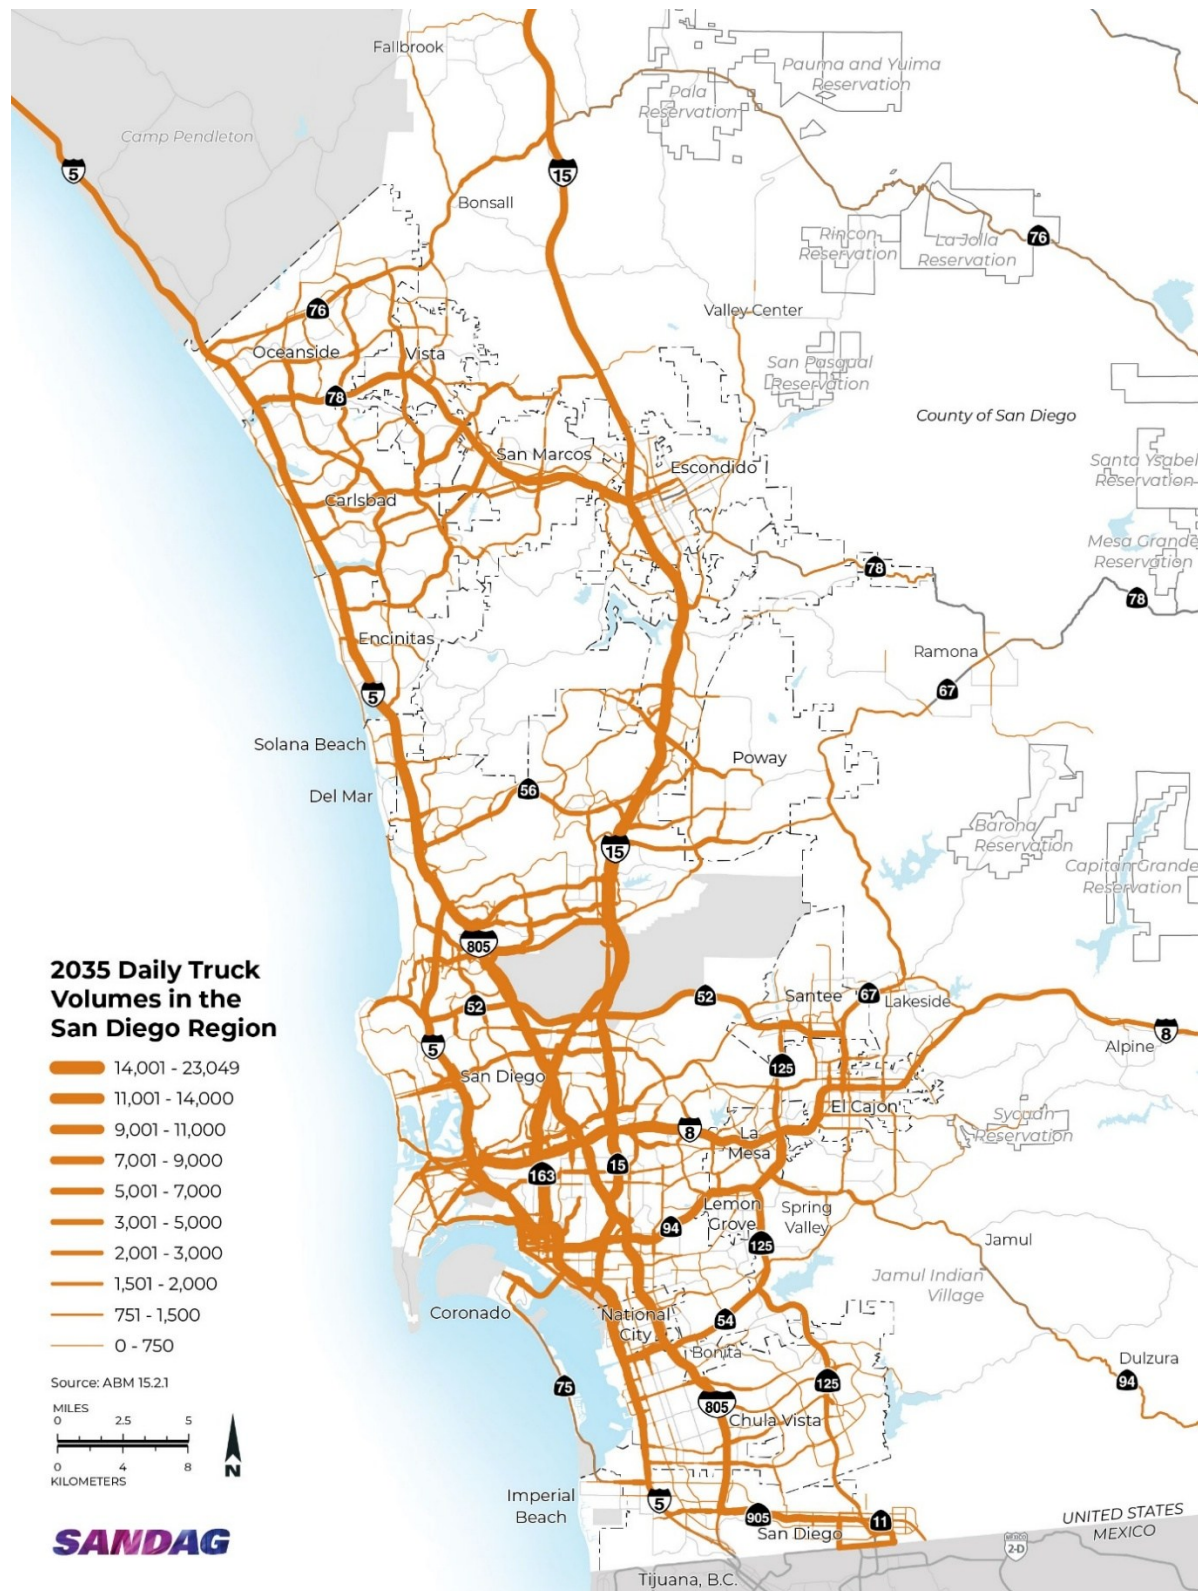 Fallbrook
Pauma and Yuima
Reservation
Pala
Reservation
Camp Pendleton
5
15
Bonsall
Rincon
Reservation
La Jolla
Reservation
76
76
Valley Center
Oceanside
Vista
San Pasqual
Reservation
78
County of San Diego
San Marcos
Escondido
Santa Ysabel
Reservation
Carlsbad
Mesa Grande
Reservation
78
78
Encinitas
Ramona
5
67
Solana Beach
Poway
Del Mar
56
Barona
Reservation
15
Capitan Grande
Reservation
805
2035 Daily Truck
Volumes in the
San Diego Region
14,001 - 23,049
11,001 - 14,000
9,001 - 11,000
7,001 - 9,000
5,001 - 7,000
3,001 - 5,000
2,001 - 3,000
1,501 - 2,000
751 - 1,500
0 - 750
Source: ABM 15.2.1
MILES
0 2.5 5
0 4 8
KILOMETERS
N
SANDAG
52
52
Santee
67
Lakeside
5
8
Alpine
San Diego
125
El Cajon
Sycuan
Reservation
8
La
Mesa
163
15
Lemon
Grove
Spring
Valley
94
125
Jamul
Jamul Indian
Village
Coronado
National
City
54
Bonita
Dulzura
94
75
125
805
Chula Vista
Imperial
Beach
5
905
San Diego
11
UNITED STATES
MEXICO
MEXICO
2-D
Tijuana, B.C.